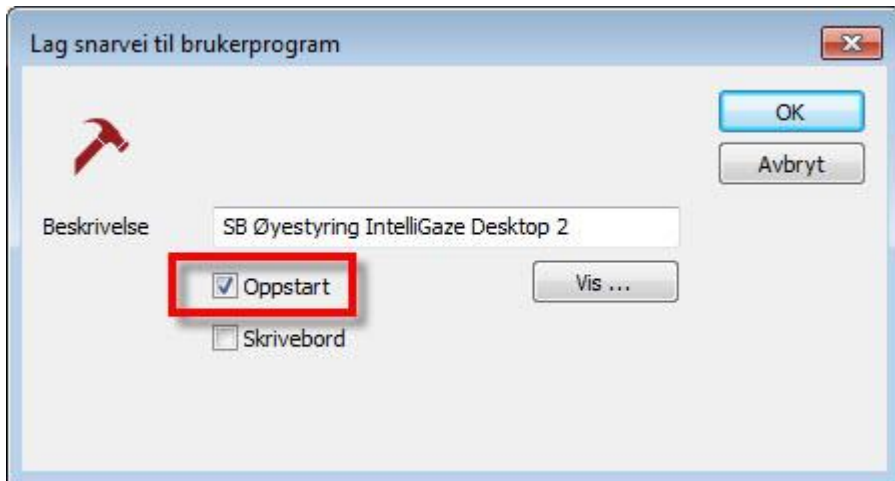 Lag snarvei til brukerprogram
OK
Avbryt
Beskrivelse SB Øyestyring IntelliGaze Desktop 2
Oppstart Vis ...
Skrivebord